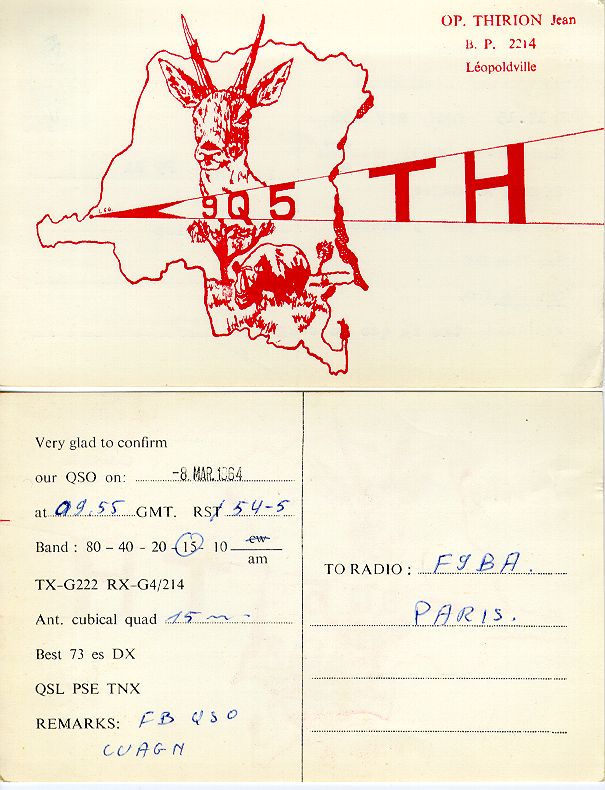 OP. THIRION Jean
B. P. 2214
Léopoldville
9Q5 TH
Very glad to confirm
our QSO on: -8. MAR. 1964
at 09.55 GMT. RST 54-5
Band : 80 - 40 - 20 - 15 - 10 cw
am
TX-G222 RX-G4/214
Ant. cubical quad 15 m
Best 73 es DX
QSL PSE TNX
REMARKS: FB QSO
CUAGN
TO RADIO : F9BA.
PARIS.